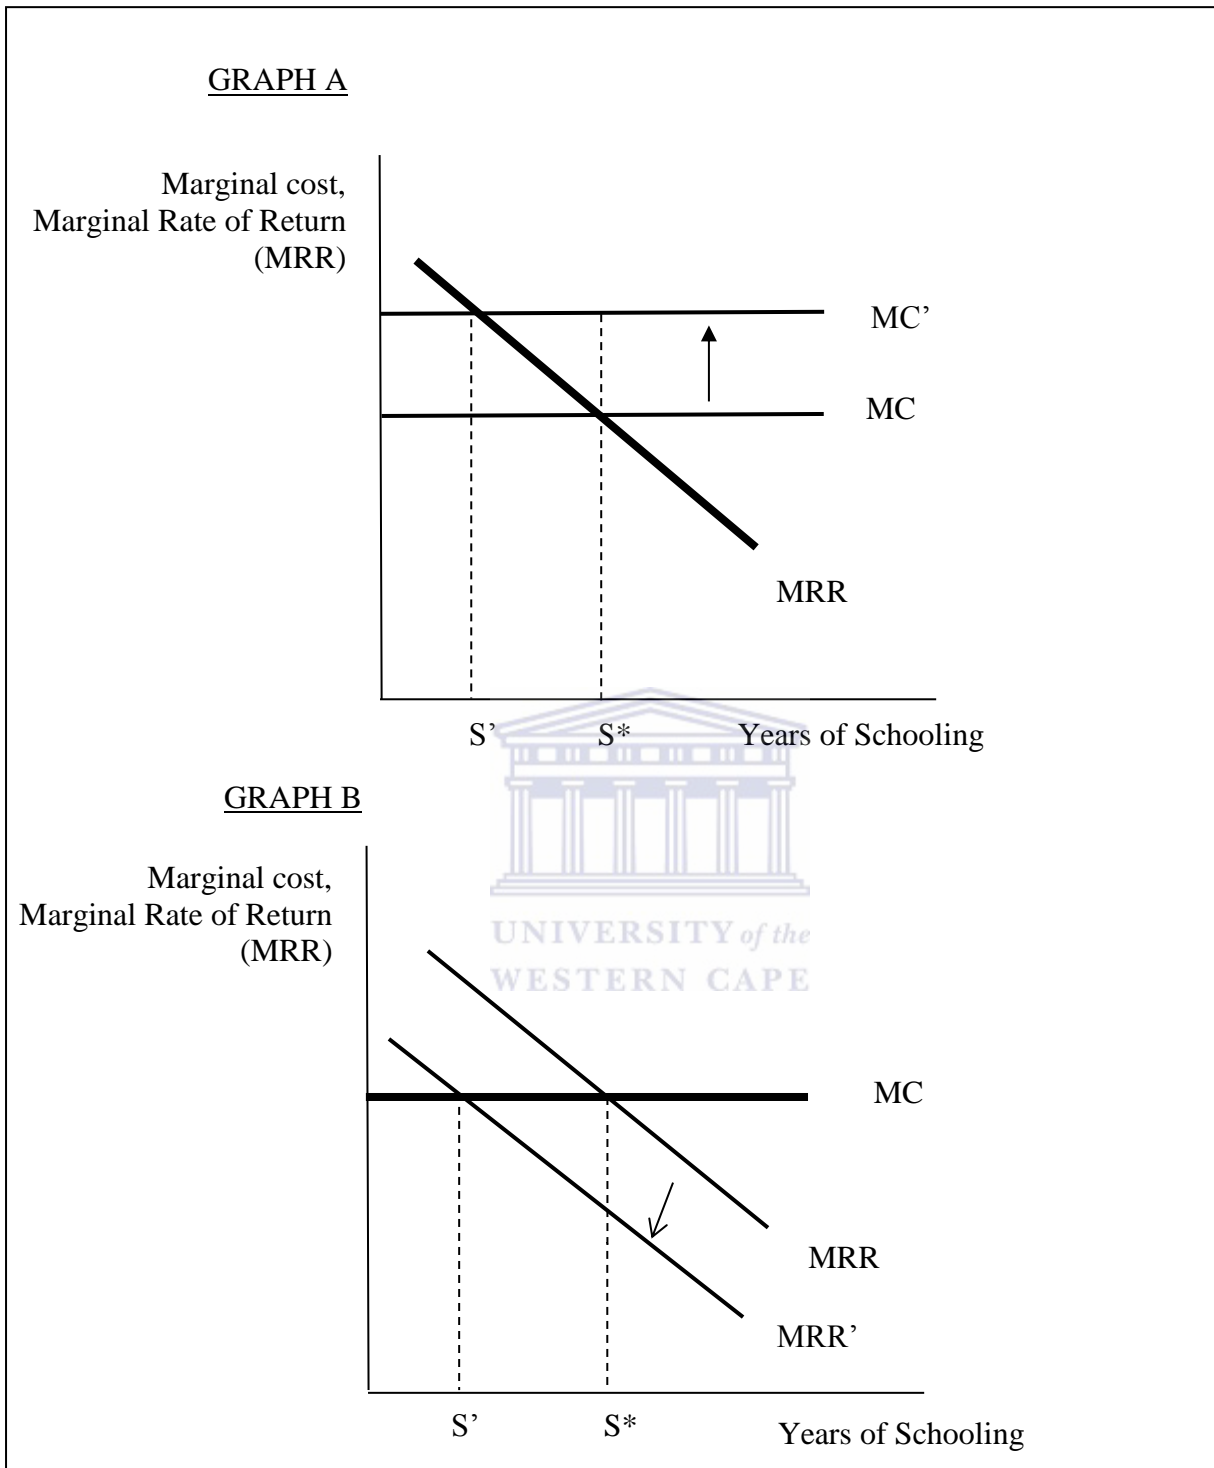 GRAPH A
Marginal cost,
Marginal Rate of Return
(MRR)
MC’
MC
MRR
S’ S* Years of Schooling
GRAPH B
Marginal cost,
Marginal Rate of Return
(MRR)
UNIVERSITY of the
WESTERN CAPE
MC
MRR
MRR’
S’ S* Years of Schooling